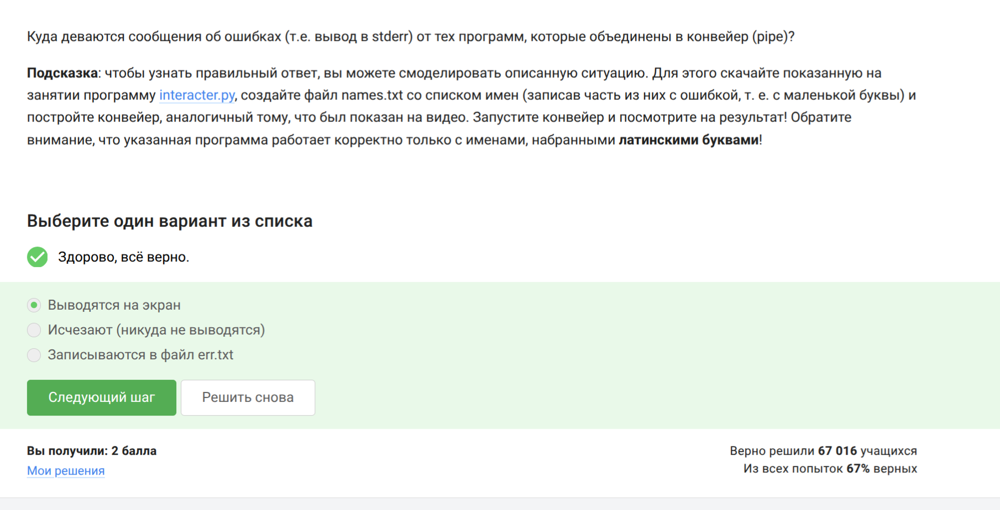 Куда деваются сообщения об ошибках (т.е. вывод в stderr) от тех программ, которые объединены в конвейер (pipe)?
Подсказка: чтобы узнать правильный ответ, вы можете смоделировать описанную ситуацию. Для этого скачайте показанную на
занятии программу interacter.py, создайте файл names.txt со списком имен (записав часть из них с ошибкой, т. е. с маленькой буквы) и
постройте конвейер, аналогичный тому, что был показан на видео. Запустите конвейер и посмотрите на результат! Обратите
внимание, что указанная программа работает корректно только с именами, набранными латинскими буквами!
Выберите один вариант из списка
Здорово, всё верно.
Выводятся на экран
Исчезают (никуда не выводятся)
Записываются в файл err.txt
Следующий шаг
Решить снова
Вы получили: 2 балла
Мои решения
Верно решили 67 016 учащихся
Из всех попыток 67% верных